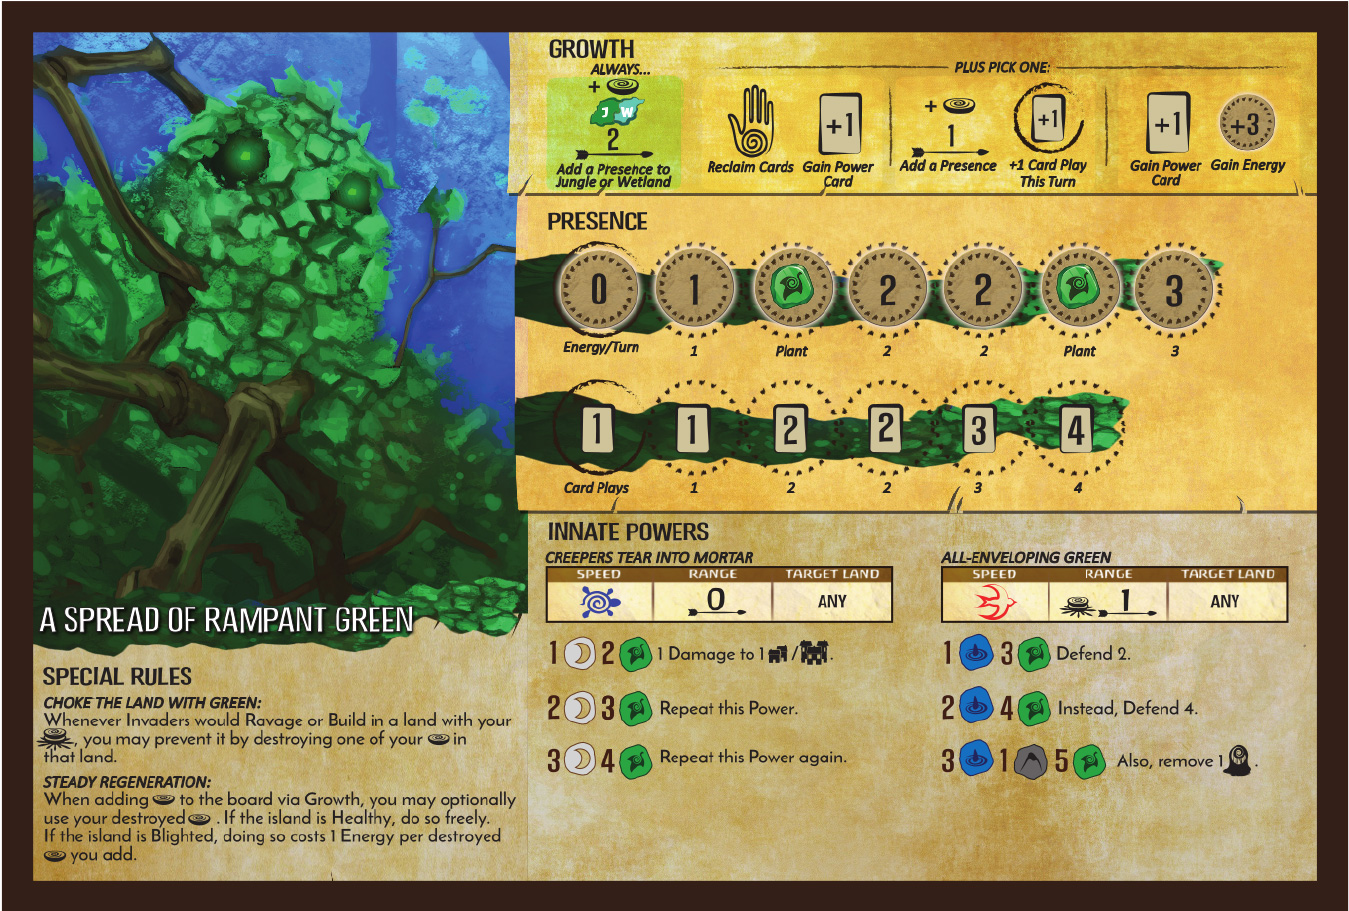 GROWTH
ALWAYS...
+
J W
2
Add a Presence to
Jungle or Wetland
PLUS PICK ONE:
Reclaim Cards
+1
Gain Power
Card
+
1
Add a Presence
+1
+1 Card Play
This Turn
+1
Gain Power
Card
+3
Gain Energy
PRESENCE
0 1 2 2 3
Energy/Turn 1 Plant 2 2 Plant 3
1 1 2 2 3 4
Card Plays 1 2 2 3 4
A SPREAD OF RAMPANT GREEN
SPECIAL RULES
CHOKE THE LAND WITH GREEN:
Whenever Invaders would Ravage or Build in a land with your
, you may prevent it by destroying one of your in
that land.
STEADY REGENERATION:
When adding to the board via Growth, you may optionally
use your destroyed . If the island is Healthy, do so freely.
If the island is Blighted, doing so costs 1 Energy per destroyed
you add.
INNATE POWERS
CREEPERS TEAR INTO MORTAR
SPEED RANGE TARGET LAND
0 ANY
1 2 1 Damage to 1 / .
2 3 Repeat this Power.
3 4 Repeat this Power again.
ALL-ENVELOPING GREEN
SPEED RANGE TARGET LAND
1 ANY
1 3 Defend 2.
2 4 Instead, Defend 4.
3 1 5 Also, remove 1 .